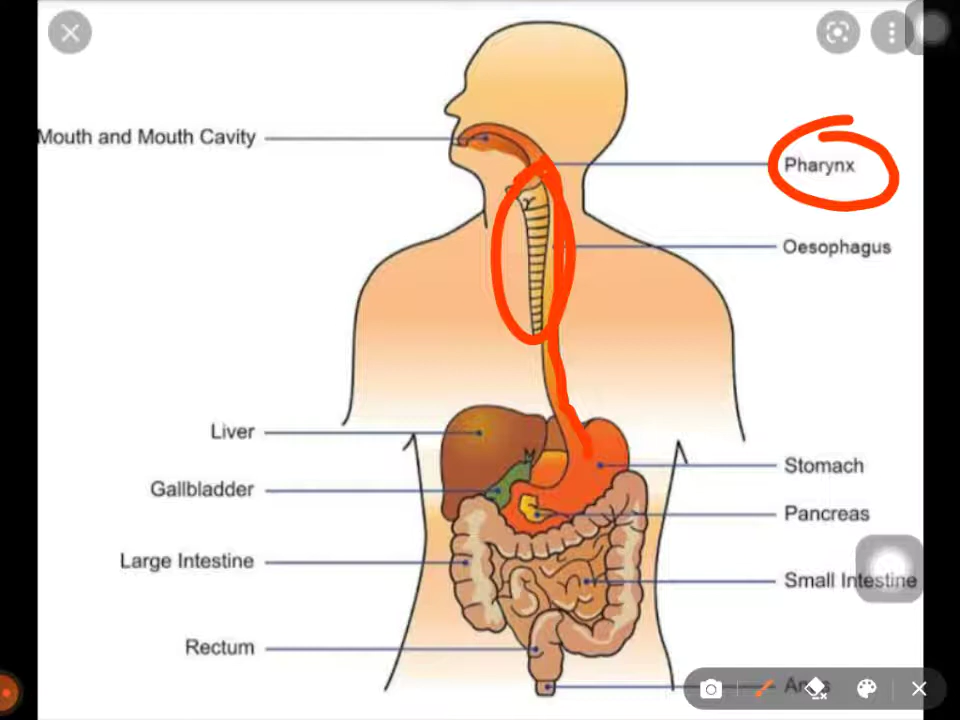 Mouth and Mouth Cavity
Pharynx
Oesophagus
Liver
Stomach
Gallbladder
Pancreas
Large Intestine
Small Intestine
Rectum